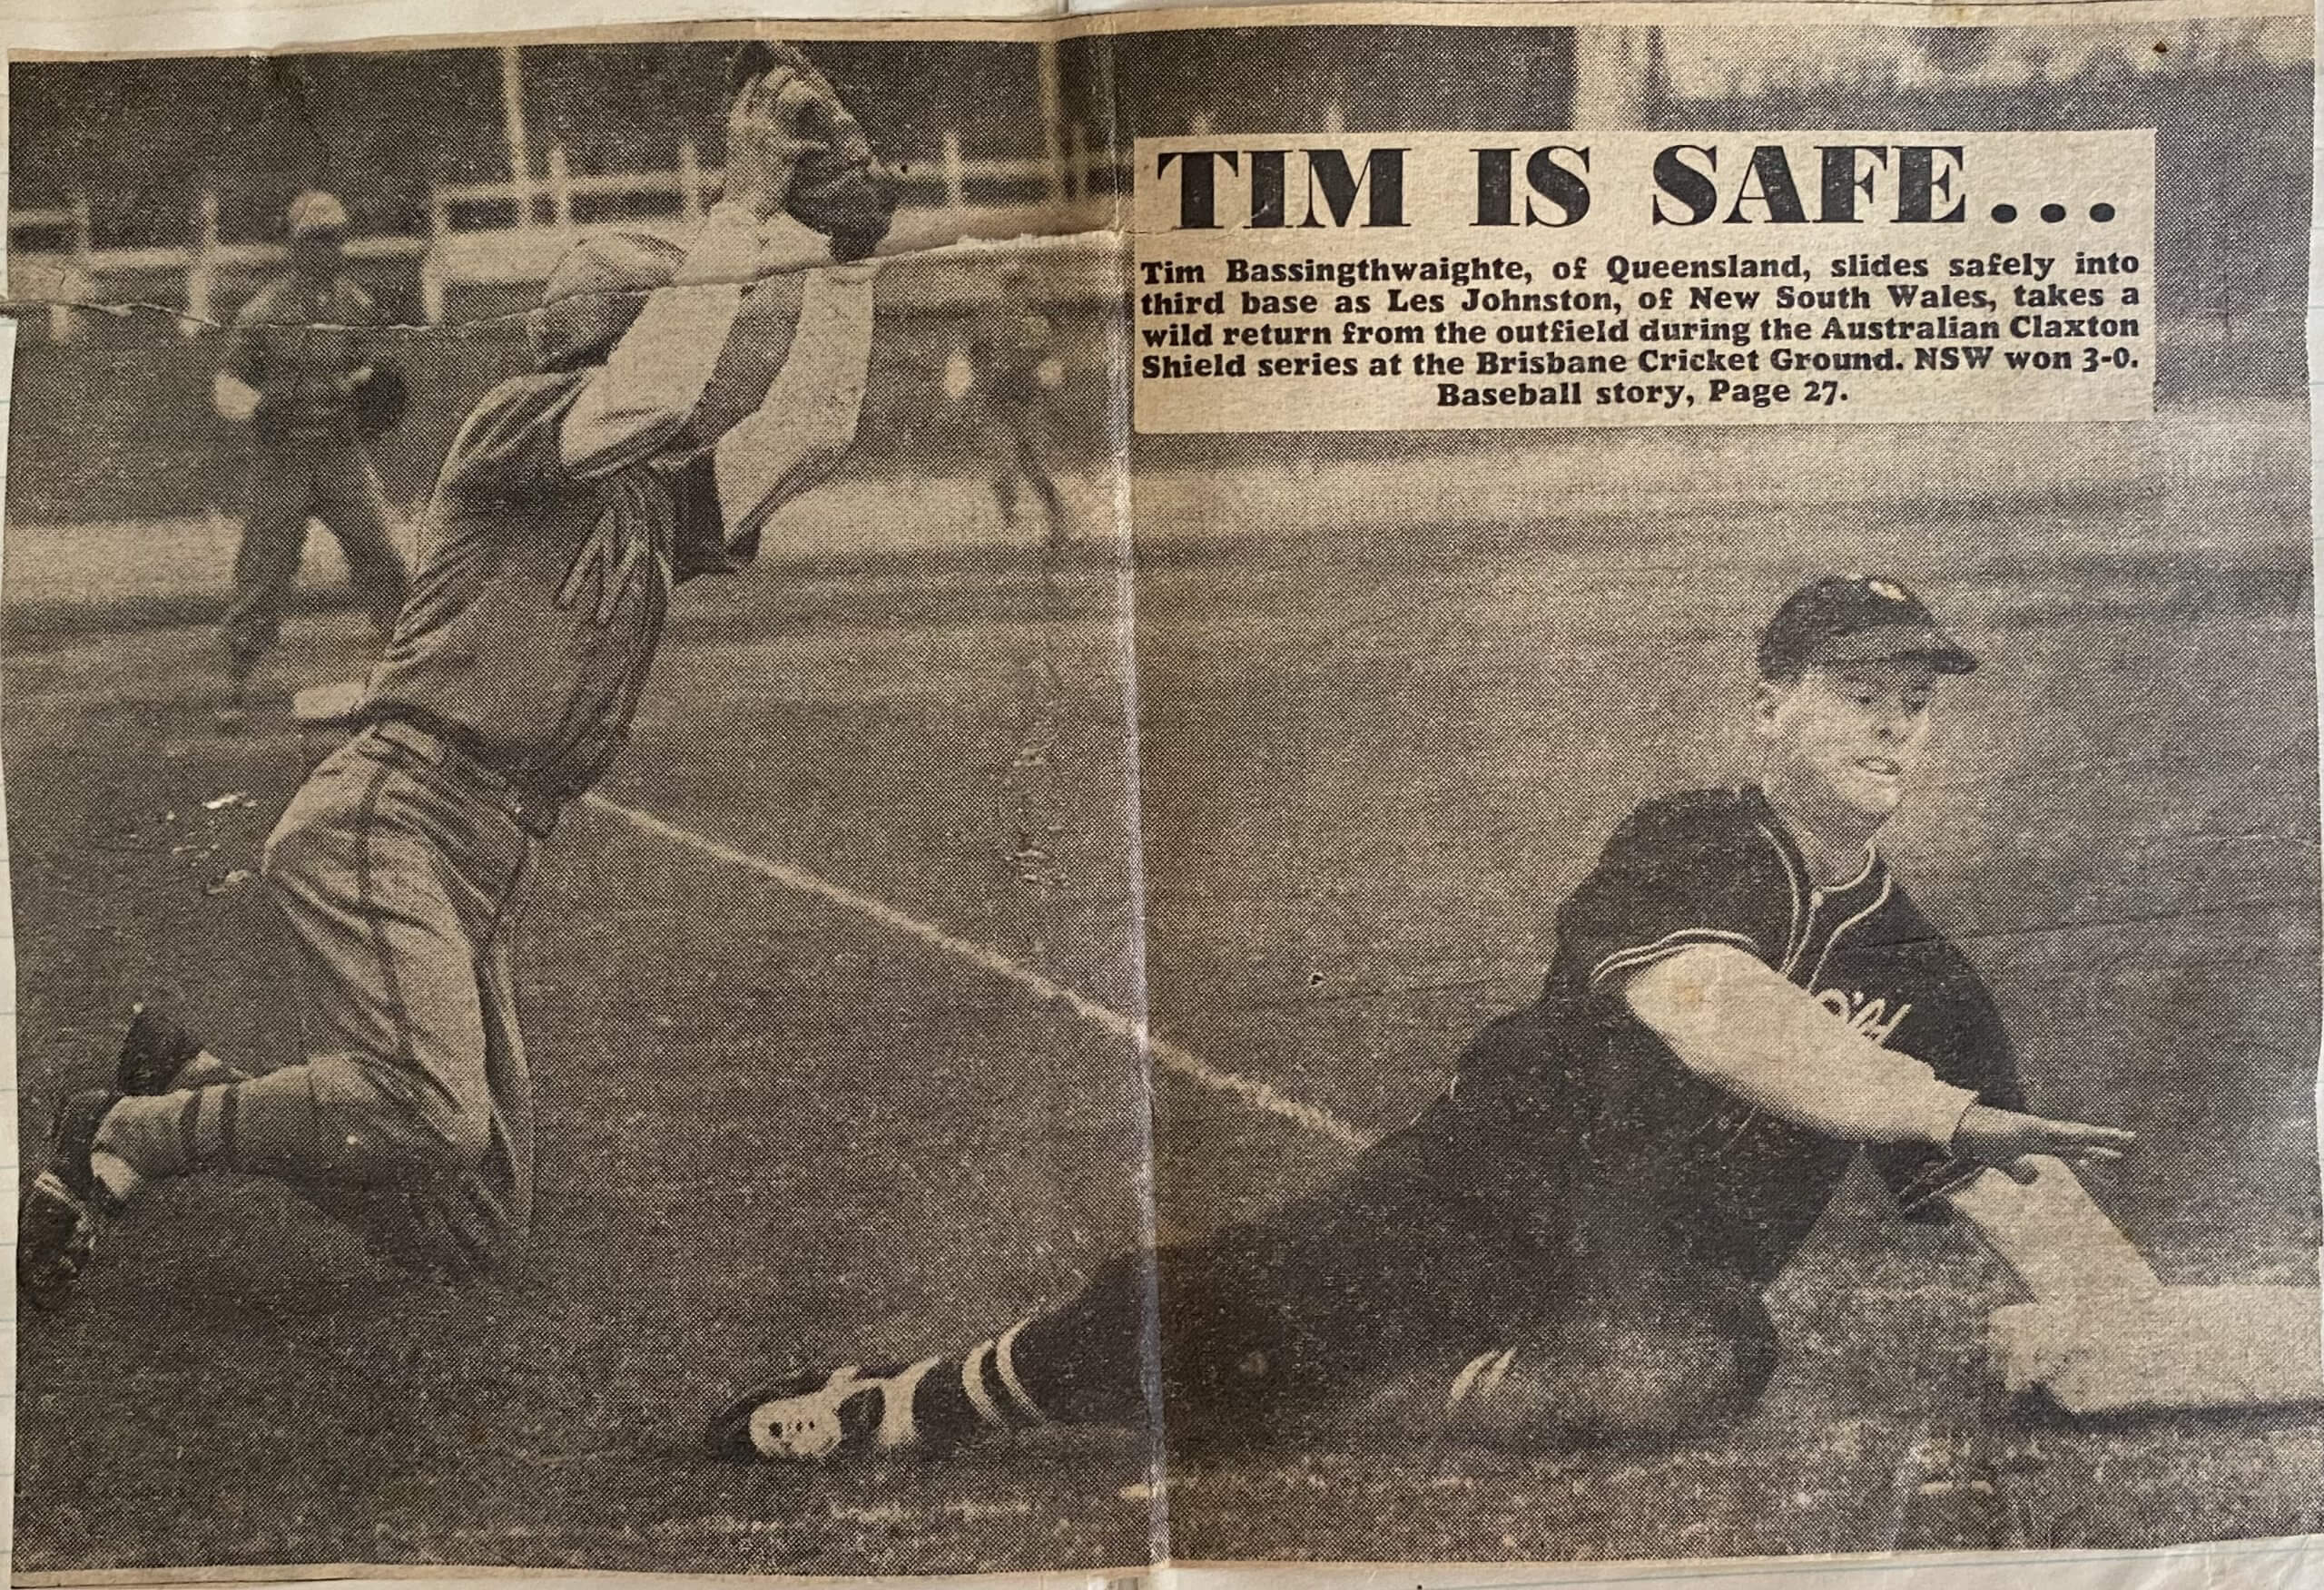 TIM IS SAFE...
Tim Bassingthwaighte, of Queensland, slides safely into
third base as Les Johnston, of New South Wales, takes a
wild return from the outfield during the Australian Claxton
Shield series at the Brisbane Cricket Ground. NSW won 3-0.
Baseball story, Page 27.